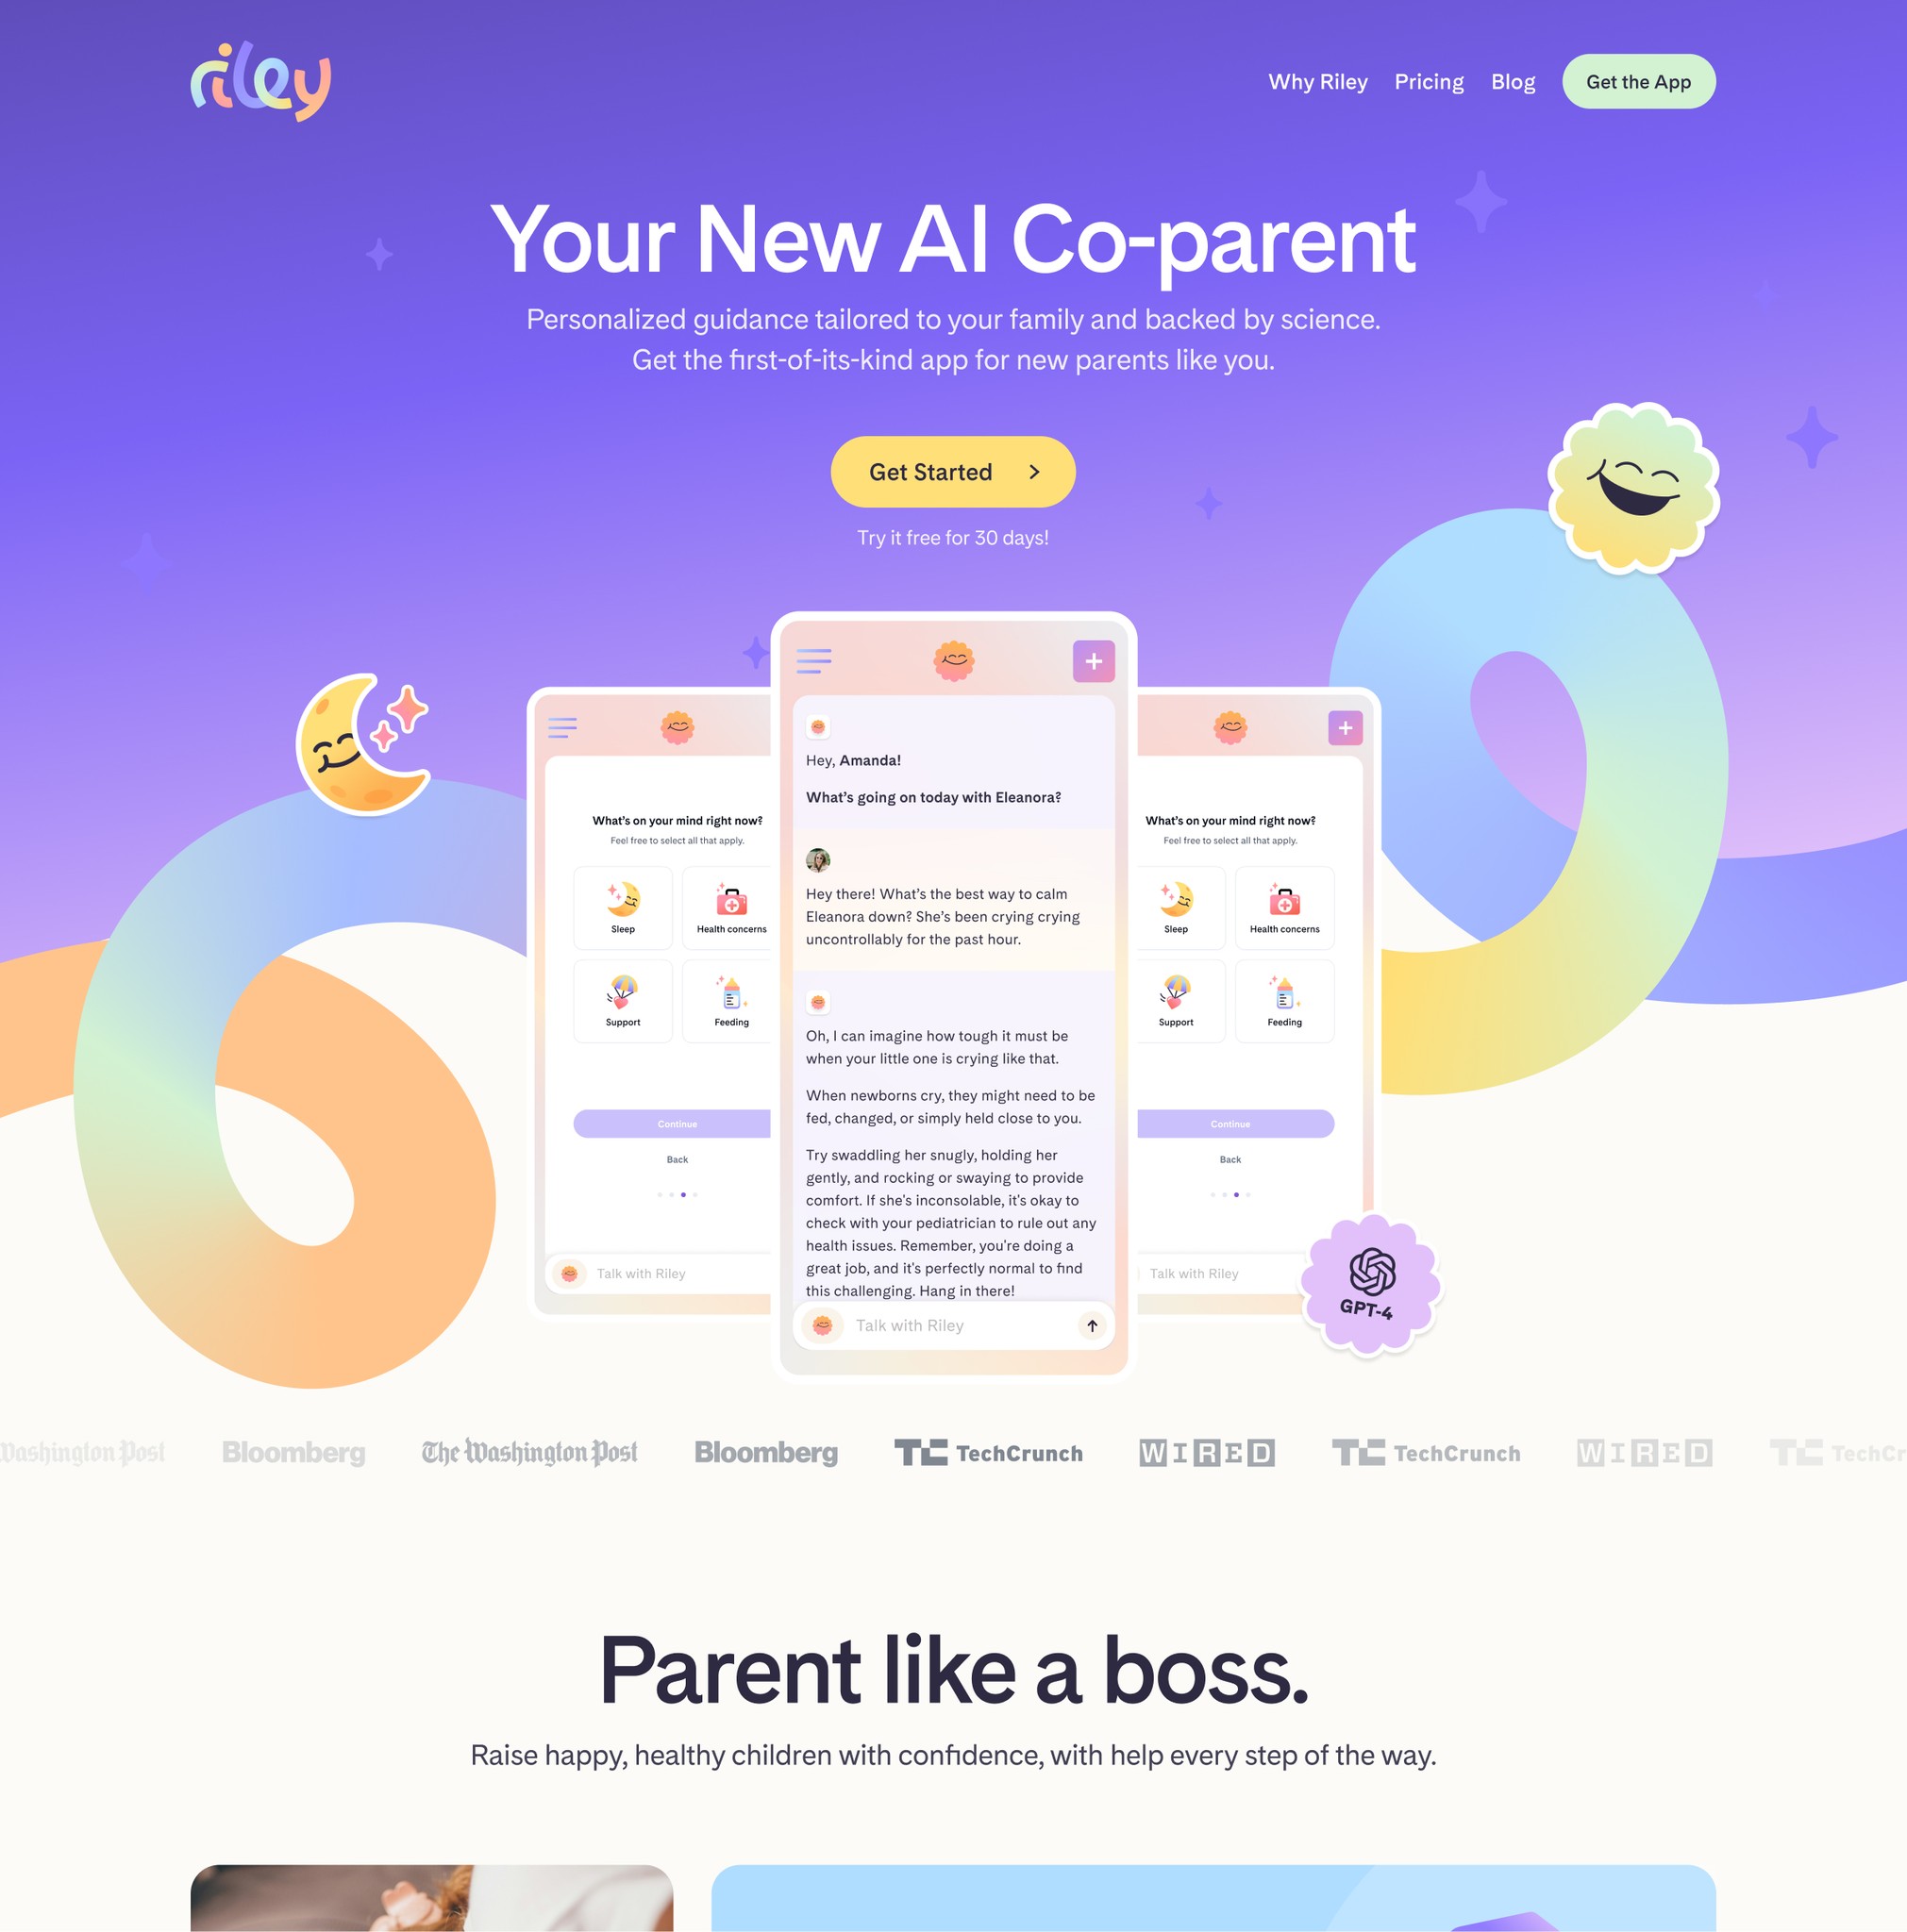 riley
Why Riley
Pricing
Blog
Get the App
Your New AI Co-parent
Personalized guidance tailored to your family and backed by science.
Get the first-of-its-kind app for new parents like you.
Get Started
Try it free for 30 days!
What's on your mind right now?
Feel free to select all that apply.
Sleep
Health concerns
Support
Feeding
Continue
Back
Talk with Riley
Hey, Amanda!
What's going on today with Eleanora?
Hey there! What's the best way to calm
Eleanora down? She's been crying crying
uncontrollably for the past hour.
Oh, I can imagine how tough it must be
when your little one is crying like that.
When newborns cry, they might need to be
fed, changed, or simply held close to you.
Try swaddling her snugly, holding her
gently, and rocking or swaying to provide
comfort. If she's inconsolable, it's okay to
check with your pediatrician to rule out any
health issues. Remember, you're doing a
great job, and it's perfectly normal to find
this challenging. Hang in there!
Talk with Riley
What's on your mind right now?
Feel free to select all that apply.
Sleep
Health concerns
Support
Feeding
Continue
Back
Talk with Riley
GPT-4
Washington Post
Bloomberg
The Washington Post
Bloomberg
TC TechCrunch
WIRED
TC TechCrunch
WIRED
TC TechCr
Parent like a boss.
Raise happy, healthy children with confidence, with help every step of the way.